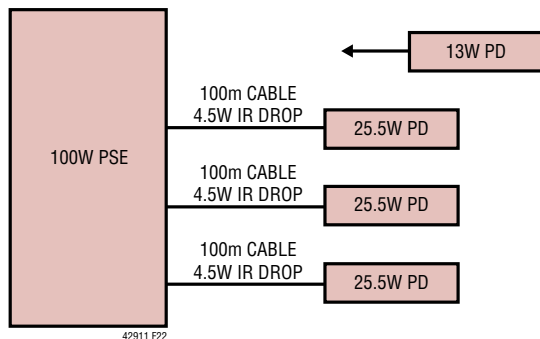 13W PD
100m CABLE
4.5W IR DROP
25.5W PD
100W PSE
100m CABLE
4.5W IR DROP
25.5W PD
100m CABLE
4.5W IR DROP
25.5W PD
42911 F22